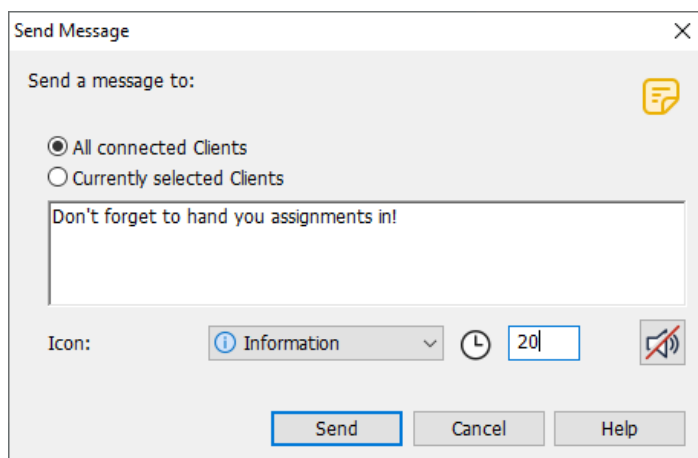 Send Message
Send a message to:
All connected Clients
Currently selected Clients
Don't forget to hand you assignments in!
Icon: Information 20
Send Cancel Help